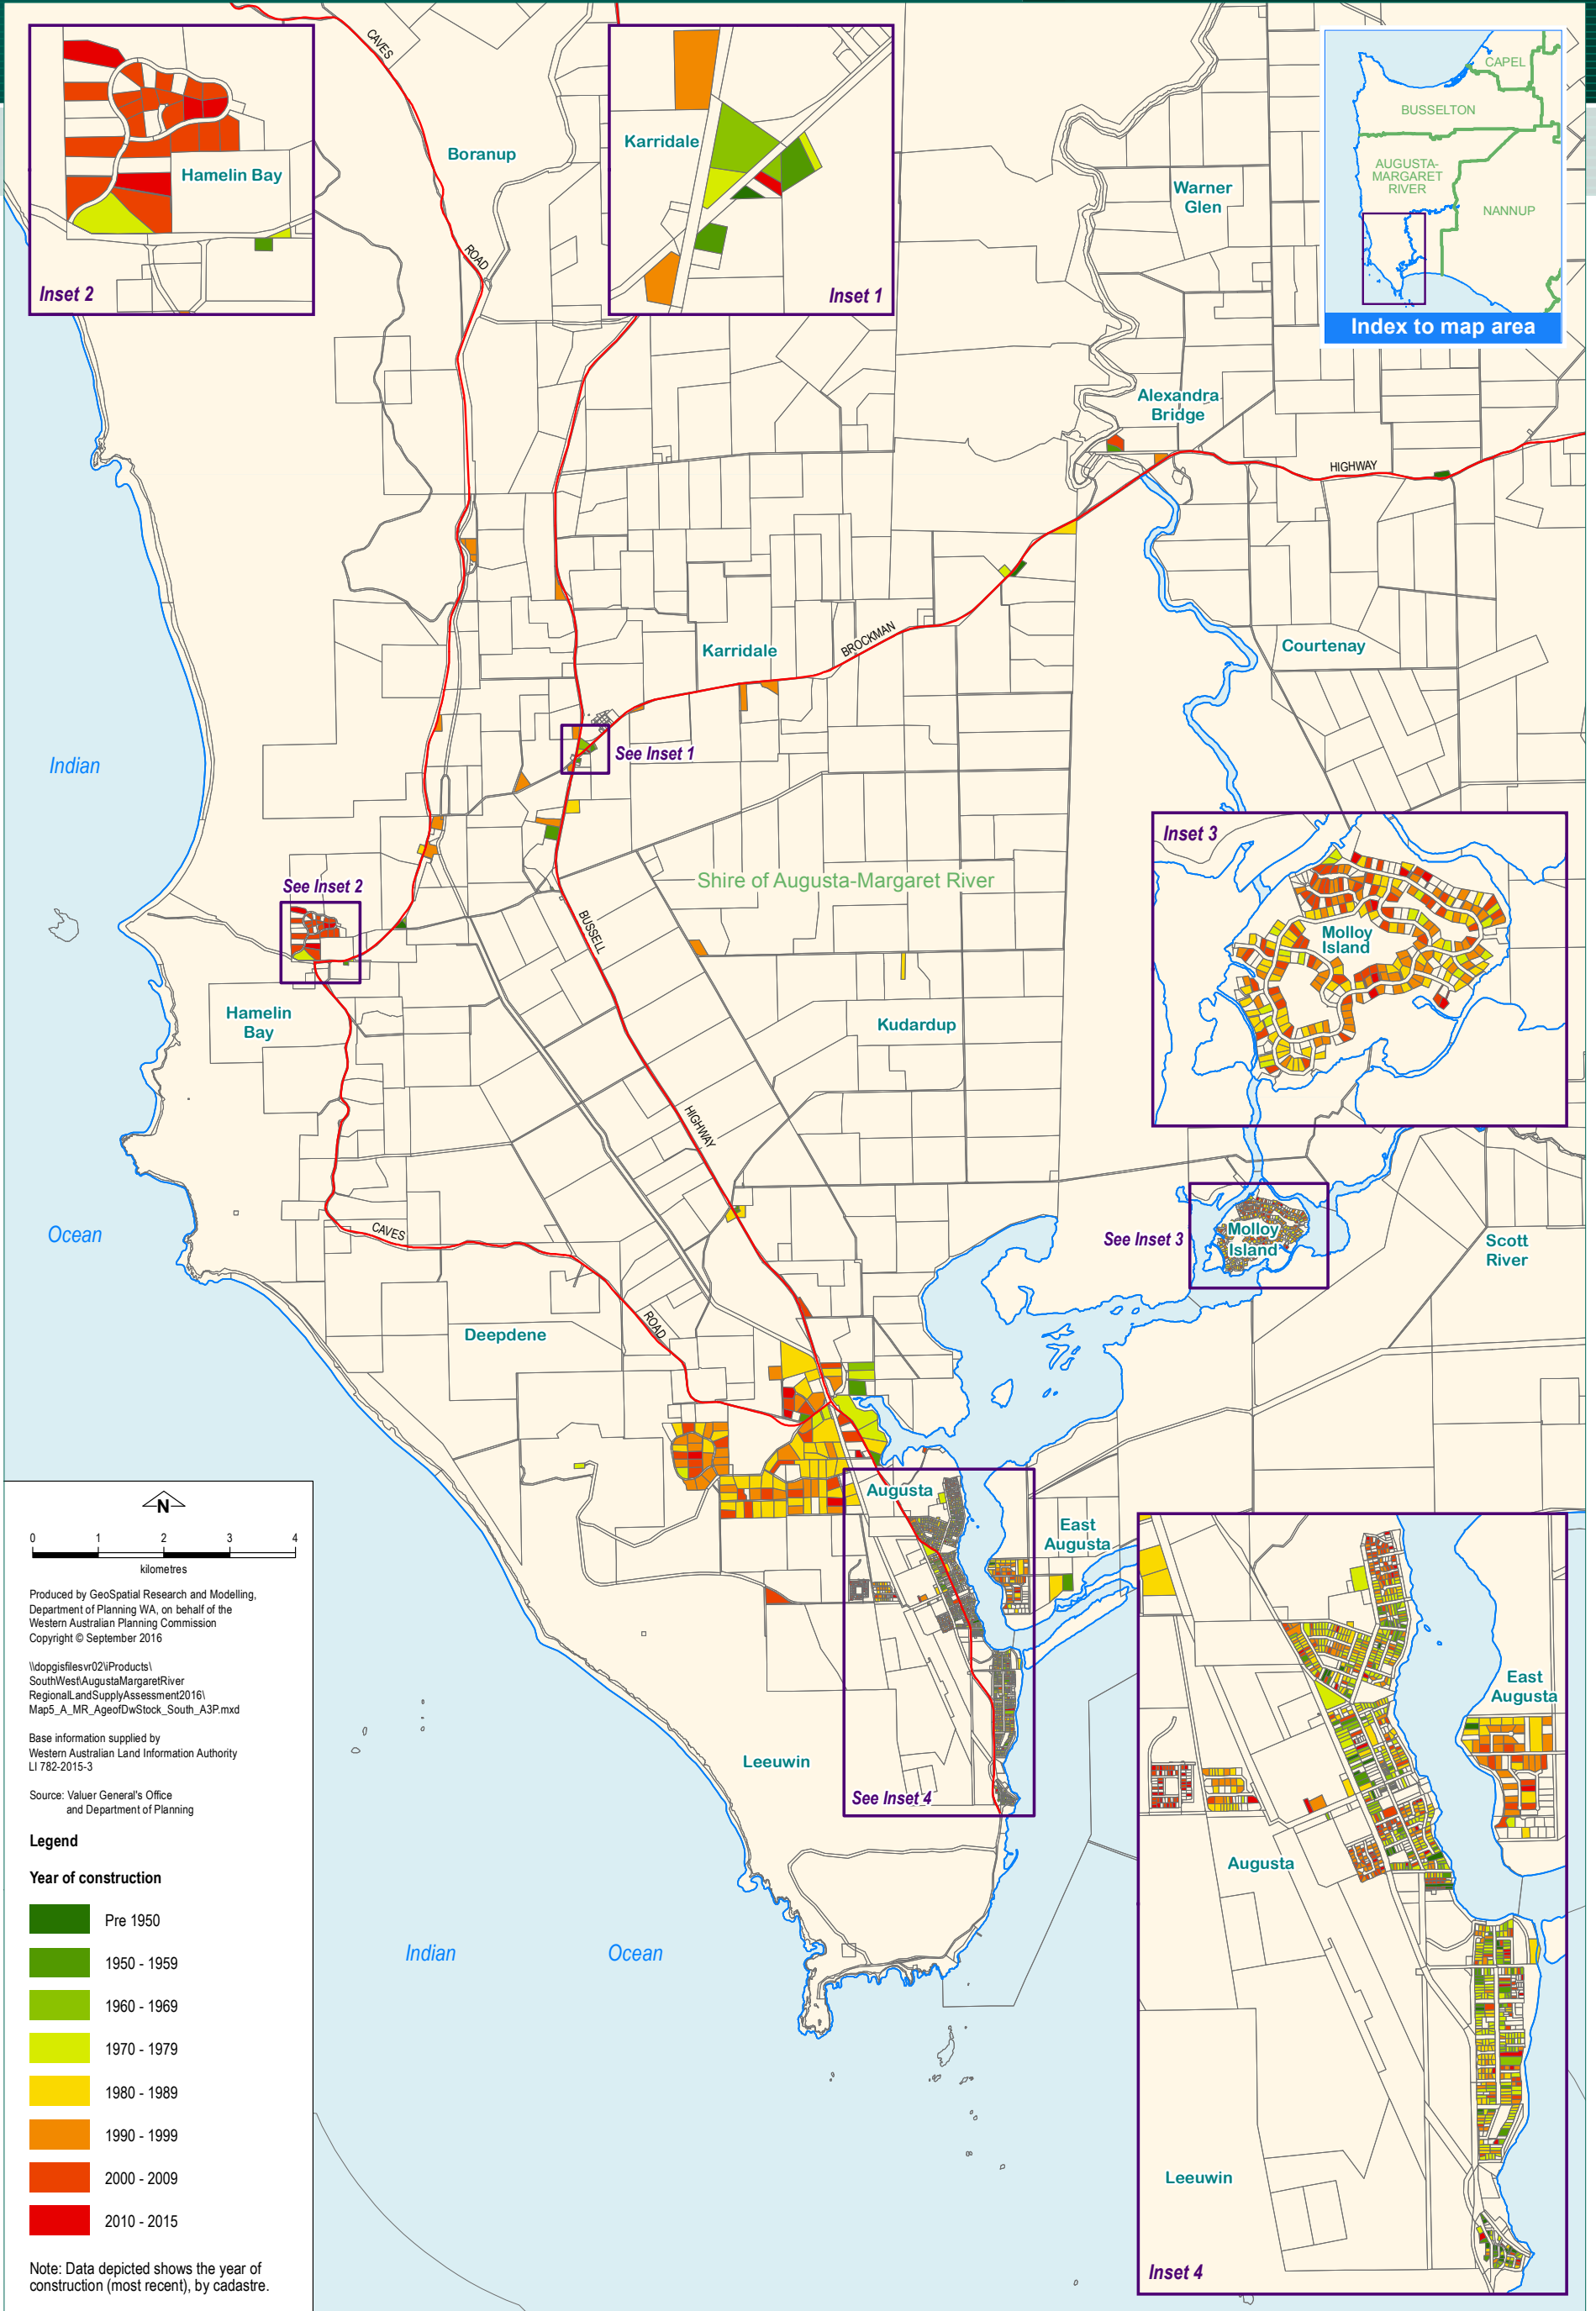 CAVES
ROAD
Boranup
Hamelin Bay
Inset 2
Karridale
Inset 1
Warner
Glen
CAPEL
BUSSELTON
AUGUSTA-
MARGARET
RIVER
NANNUP
Index to map area
Alexandra
Bridge
HIGHWAY
BROCKMAN
Karridale
Courtenay
Indian
See Inset 1
Inset 3
Molloy
Island
See Inset 2
Shire of Augusta-Margaret River
BUSSELL
Hamelin
Bay
Kudardup
HIGHWAY
Ocean
CAVES
See Inset 3
Molloy
Island
Scott
River
Deepdene
ROAD
Augusta
East
Augusta
Leeuwin
See Inset 4
East
Augusta
Augusta
Leeuwin
Inset 4
Indian
Ocean
N
0 1 2 3 4
kilometres
Produced by GeoSpatial Research and Modelling,
Department of Planning WA, on behalf of the
Western Australian Planning Commission
Copyright © September 2016
\\dopgisfilesvr02\iProducts\
SouthWest\AugustaMargaretRiver
RegionalLandSupplyAssessment2016\
Map5_A_MR_AgeofDwStock_South_A3P.mxd
Base information supplied by
Western Australian Land Information Authority
LI 782-2015-3
Source: Valuer General's Office
and Department of Planning
Legend
Year of construction
Pre 1950
1950 - 1959
1960 - 1969
1970 - 1979
1980 - 1989
1990 - 1999
2000 - 2009
2010 - 2015
Note: Data depicted shows the year of
construction (most recent), by cadastre.